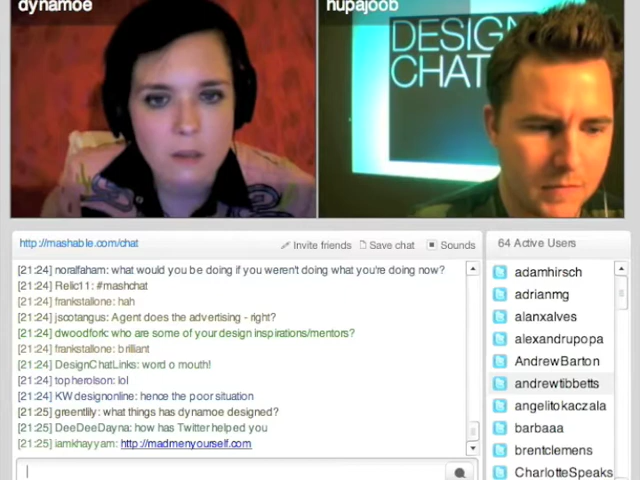 dynamoe
hupajoob
DESIGN
CHAT
http://mashable.com/chat
Invite friends
Save chat
Sounds
64 Active Users
[21:24] noralfaham: what would you be doing if you weren't doing what you're doing now?
[21:24] Relic11: #mashchat
[21:24] frankstallone: hah
[21:24] jscotangus: Agent does the advertising - right?
[21:24] dwoodfork: who are some of your design inspirations/mentors?
[21:24] frankstallone: brilliant
[21:24] DesignChatLinks: word o mouth!
[21:24] topherolson: lol
[21:24] KWdesignonline: hence the poor situation
[21:25] greentlily: what things has dynamoe designed?
[21:25] DeeDeeDayna: how has Twitter helped you
[21:25] iamkhayyam: http://madmenyourself.com
adamhirsch
adrianmg
alanxalves
alexandrupopa
AndrewBarton
andrewtibbetts
angelitokaczala
barbaaa
brentclemens
CharlotteSpeaks